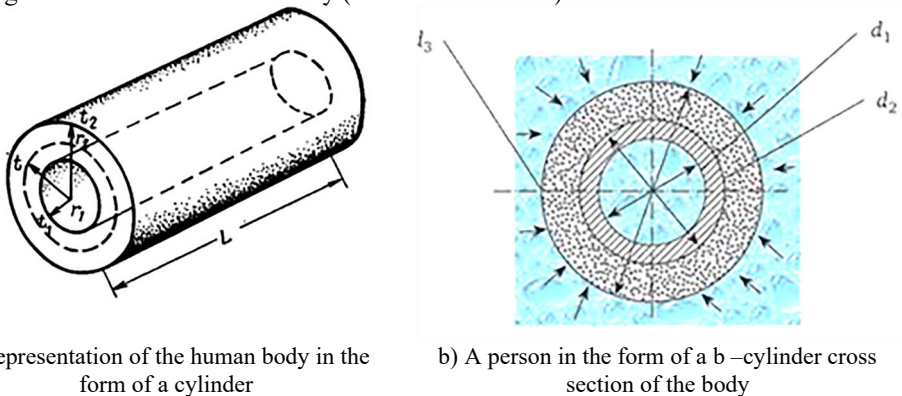 l3
d1
d2
t2
r2
t
r1
x1
L
epresentation of the human body in the
form of a cylinder
b) A person in the form of a b –cylinder cross
section of the body